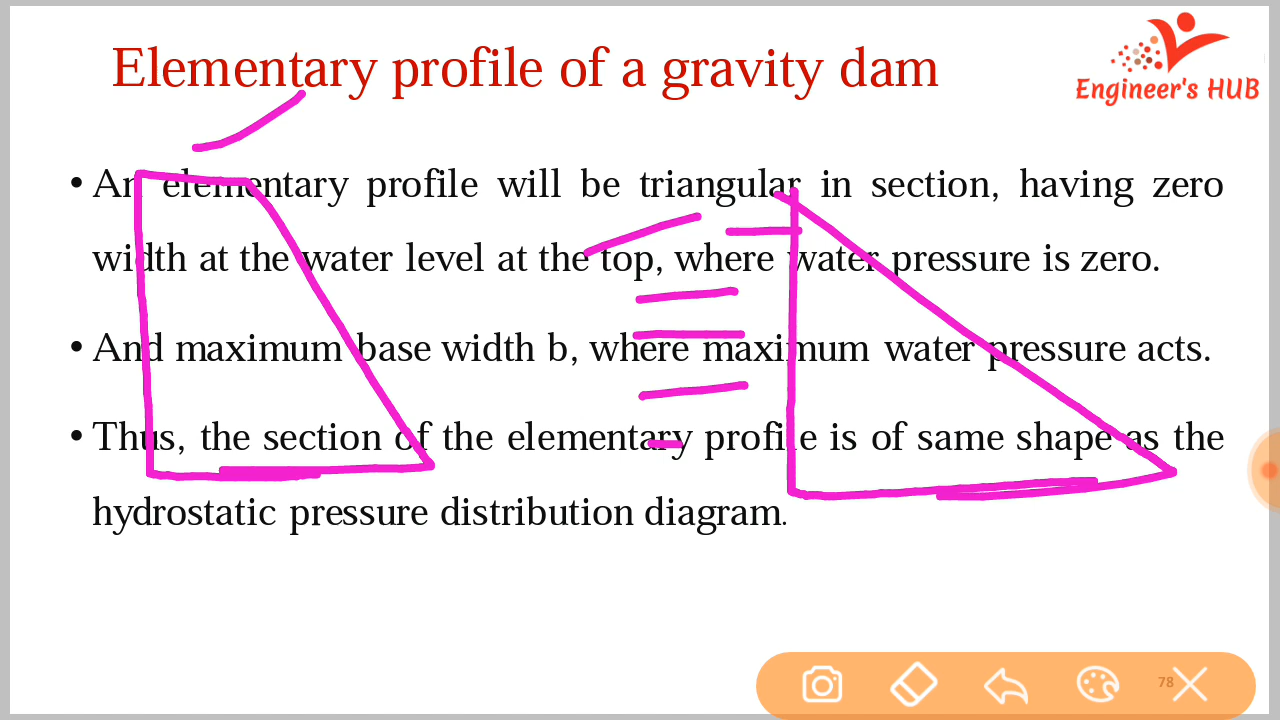 Elementary profile of a gravity dam
Engineer's HUB
• An elementary profile will be triangular in section, having zero
width at the water level at the top, where water pressure is zero.
• And maximum base width b, where maximum water pressure acts.
• Thus, the section of the elementary profile is of same shape as the
hydrostatic pressure distribution diagram.
78